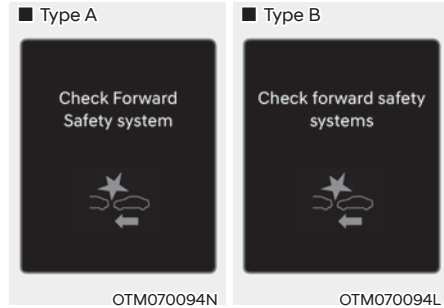 ■ Type A
Check Forward
Safety system
OTM070094N
■ Type B
Check forward safety
systems
OTM070094L